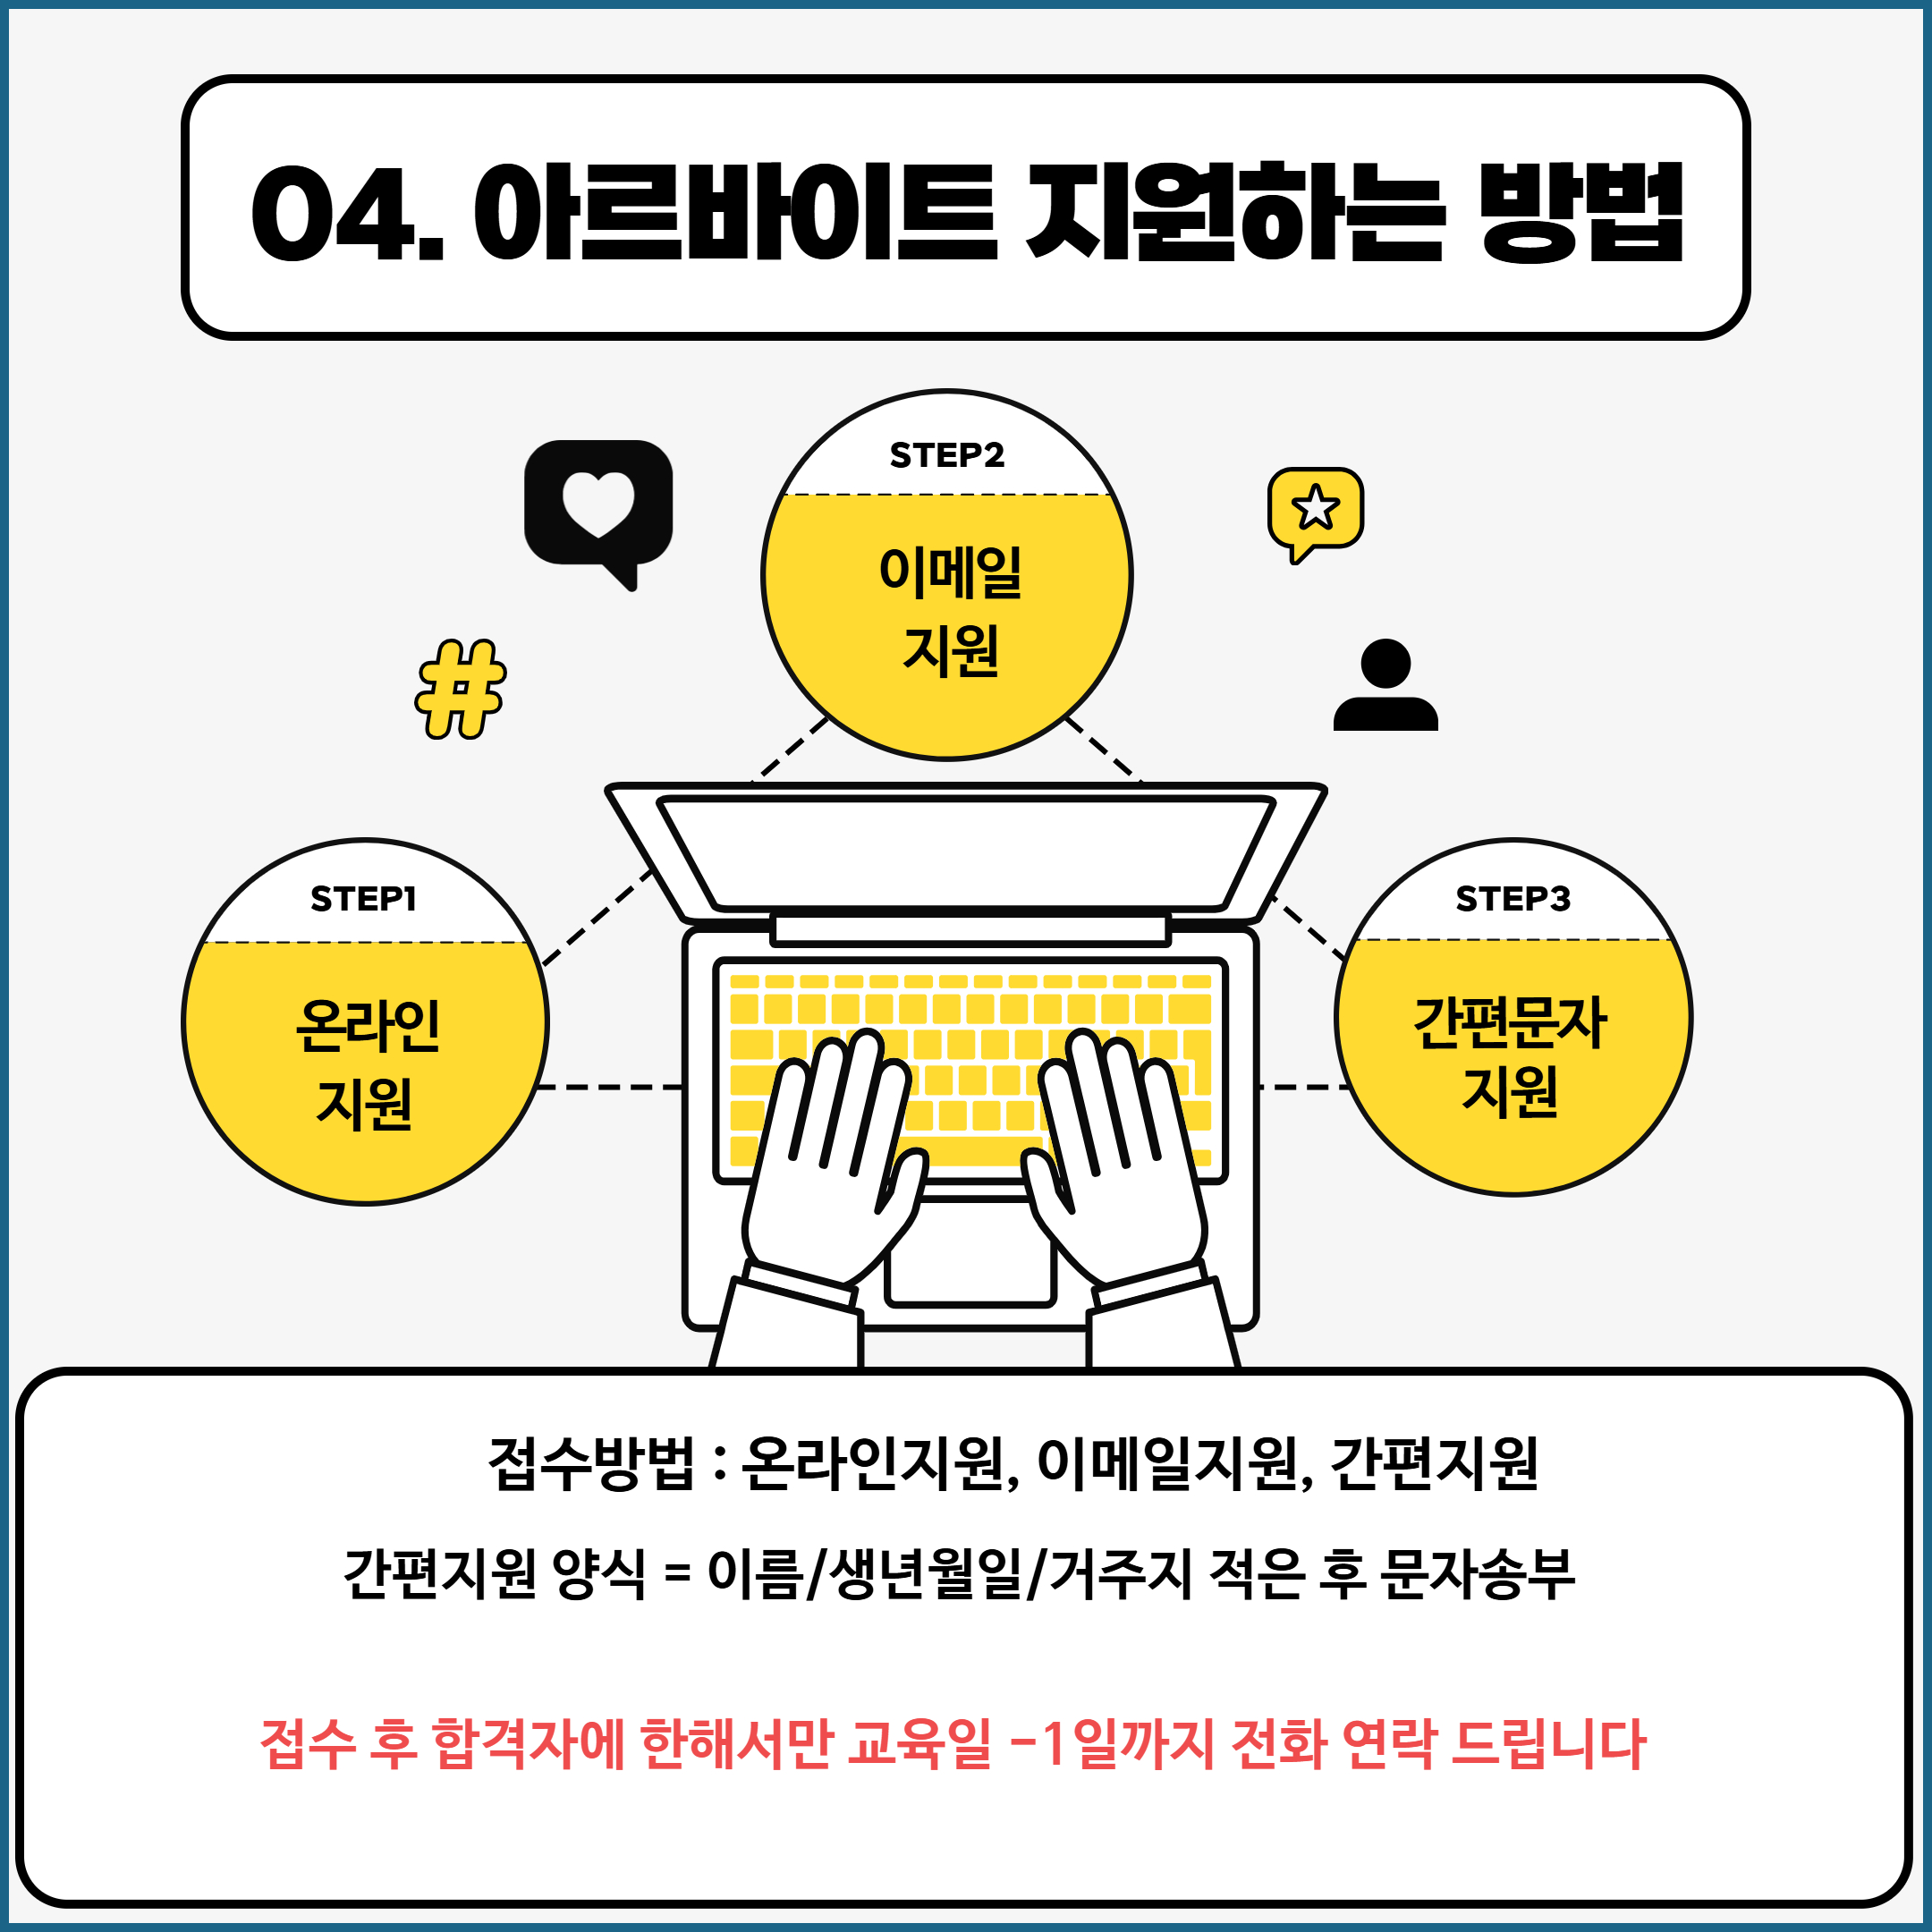 04. 아르바이트 지원하는 방법
STEP2
이메일
지원
STEP1
온라인
지원
STEP3
간편문자
지원
접수방법 : 온라인지원, 이메일지원, 간편지원
간편지원 양식 = 이름/생년월일/거주지 적은 후 문자송부
접수 후 합격자에 한해서만 교육일 -1일까지 전화 연락 드립니다